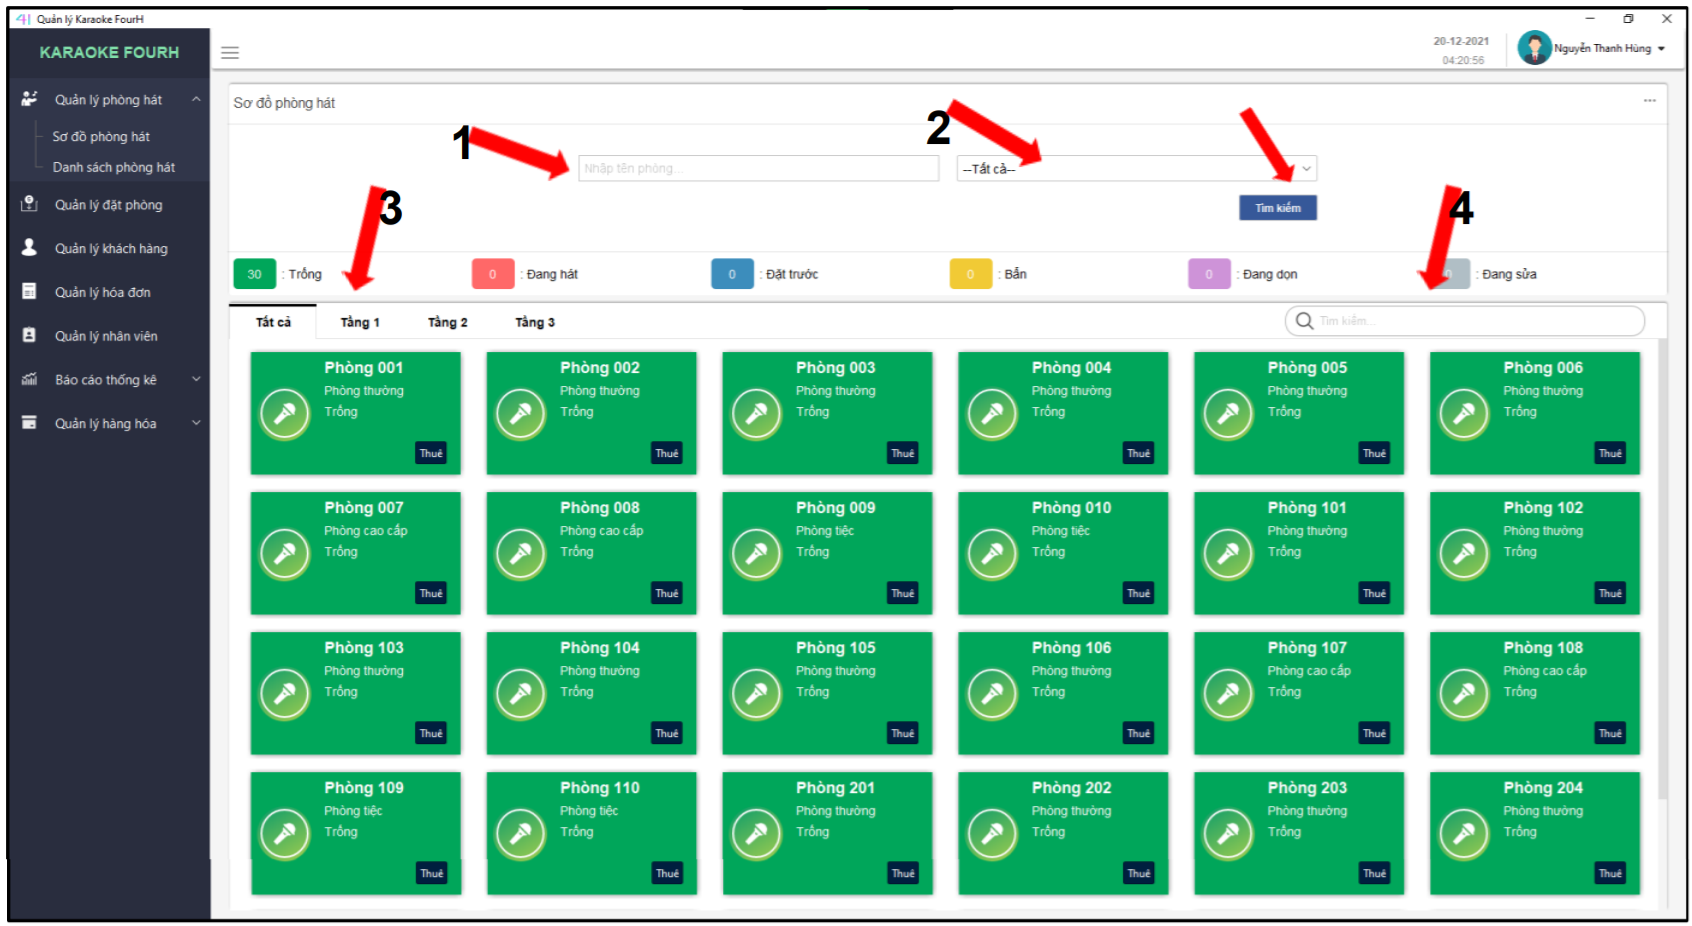 Quản lý Karaoke FourH
KARAOKE FOURH
20-12-2021
04:20:56
Nguyễn Thanh Hùng
Quản lý phòng hát
Sơ đồ phòng hát
Danh sách phòng hát
Quản lý đặt phòng
Quản lý khách hàng
Quản lý hóa đơn
Quản lý nhân viên
Báo cáo thống kê
Quản lý hàng hóa
Sơ đồ phòng hát
1
2
3
4
Nhập tên phòng...
--Tất cả--
Tìm kiếm
30 : Trống
0 : Đang hát
0 : Đặt trước
0 : Bẩn
0 : Đang dọn
0 : Đang sửa
Tất cả Tầng 1 Tầng 2 Tầng 3
Tìm kiếm...
Phòng 001
Phòng thường
Trống
Thuê
Phòng 002
Phòng thường
Trống
Thuê
Phòng 003
Phòng thường
Trống
Thuê
Phòng 004
Phòng thường
Trống
Thuê
Phòng 005
Phòng thường
Trống
Thuê
Phòng 006
Phòng thường
Trống
Thuê
Phòng 007
Phòng cao cấp
Trống
Thuê
Phòng 008
Phòng cao cấp
Trống
Thuê
Phòng 009
Phòng tiệc
Trống
Thuê
Phòng 010
Phòng tiệc
Trống
Thuê
Phòng 101
Phòng thường
Trống
Thuê
Phòng 102
Phòng thường
Trống
Thuê
Phòng 103
Phòng thường
Trống
Thuê
Phòng 104
Phòng thường
Trống
Thuê
Phòng 105
Phòng thường
Trống
Thuê
Phòng 106
Phòng thường
Trống
Thuê
Phòng 107
Phòng cao cấp
Trống
Thuê
Phòng 108
Phòng cao cấp
Trống
Thuê
Phòng 109
Phòng tiệc
Trống
Thuê
Phòng 110
Phòng tiệc
Trống
Thuê
Phòng 201
Phòng thường
Trống
Thuê
Phòng 202
Phòng thường
Trống
Thuê
Phòng 203
Phòng thường
Trống
Thuê
Phòng 204
Phòng thường
Trống
Thuê